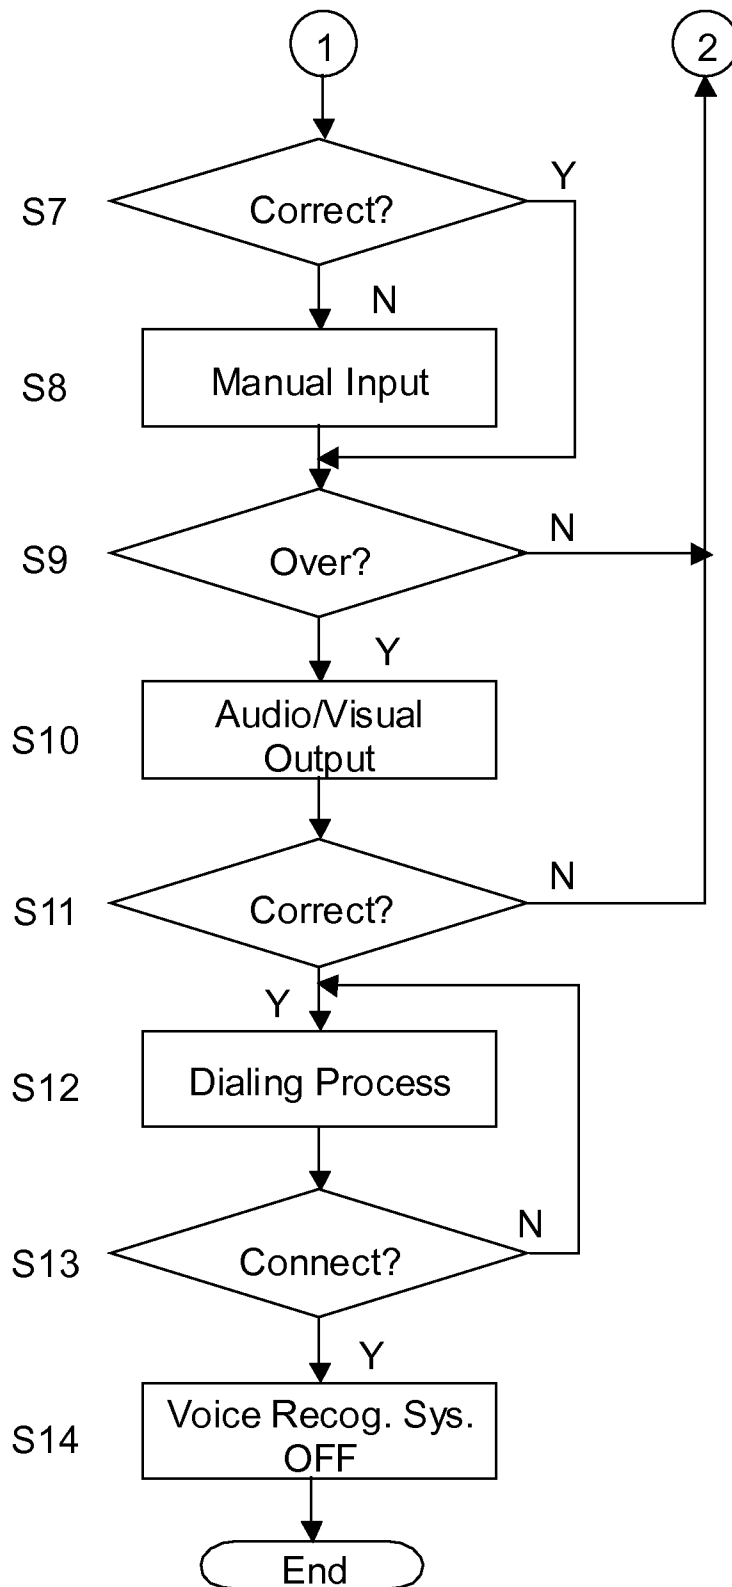 1
2
S7
Correct?
Y
N
S8
Manual Input
S9
Over?
N
Y
S10
Audio/Visual
Output
S11
Correct?
N
Y
S12
Dialing Process
S13
Connect?
N
Y
S14
Voice Recog. Sys.
OFF
End